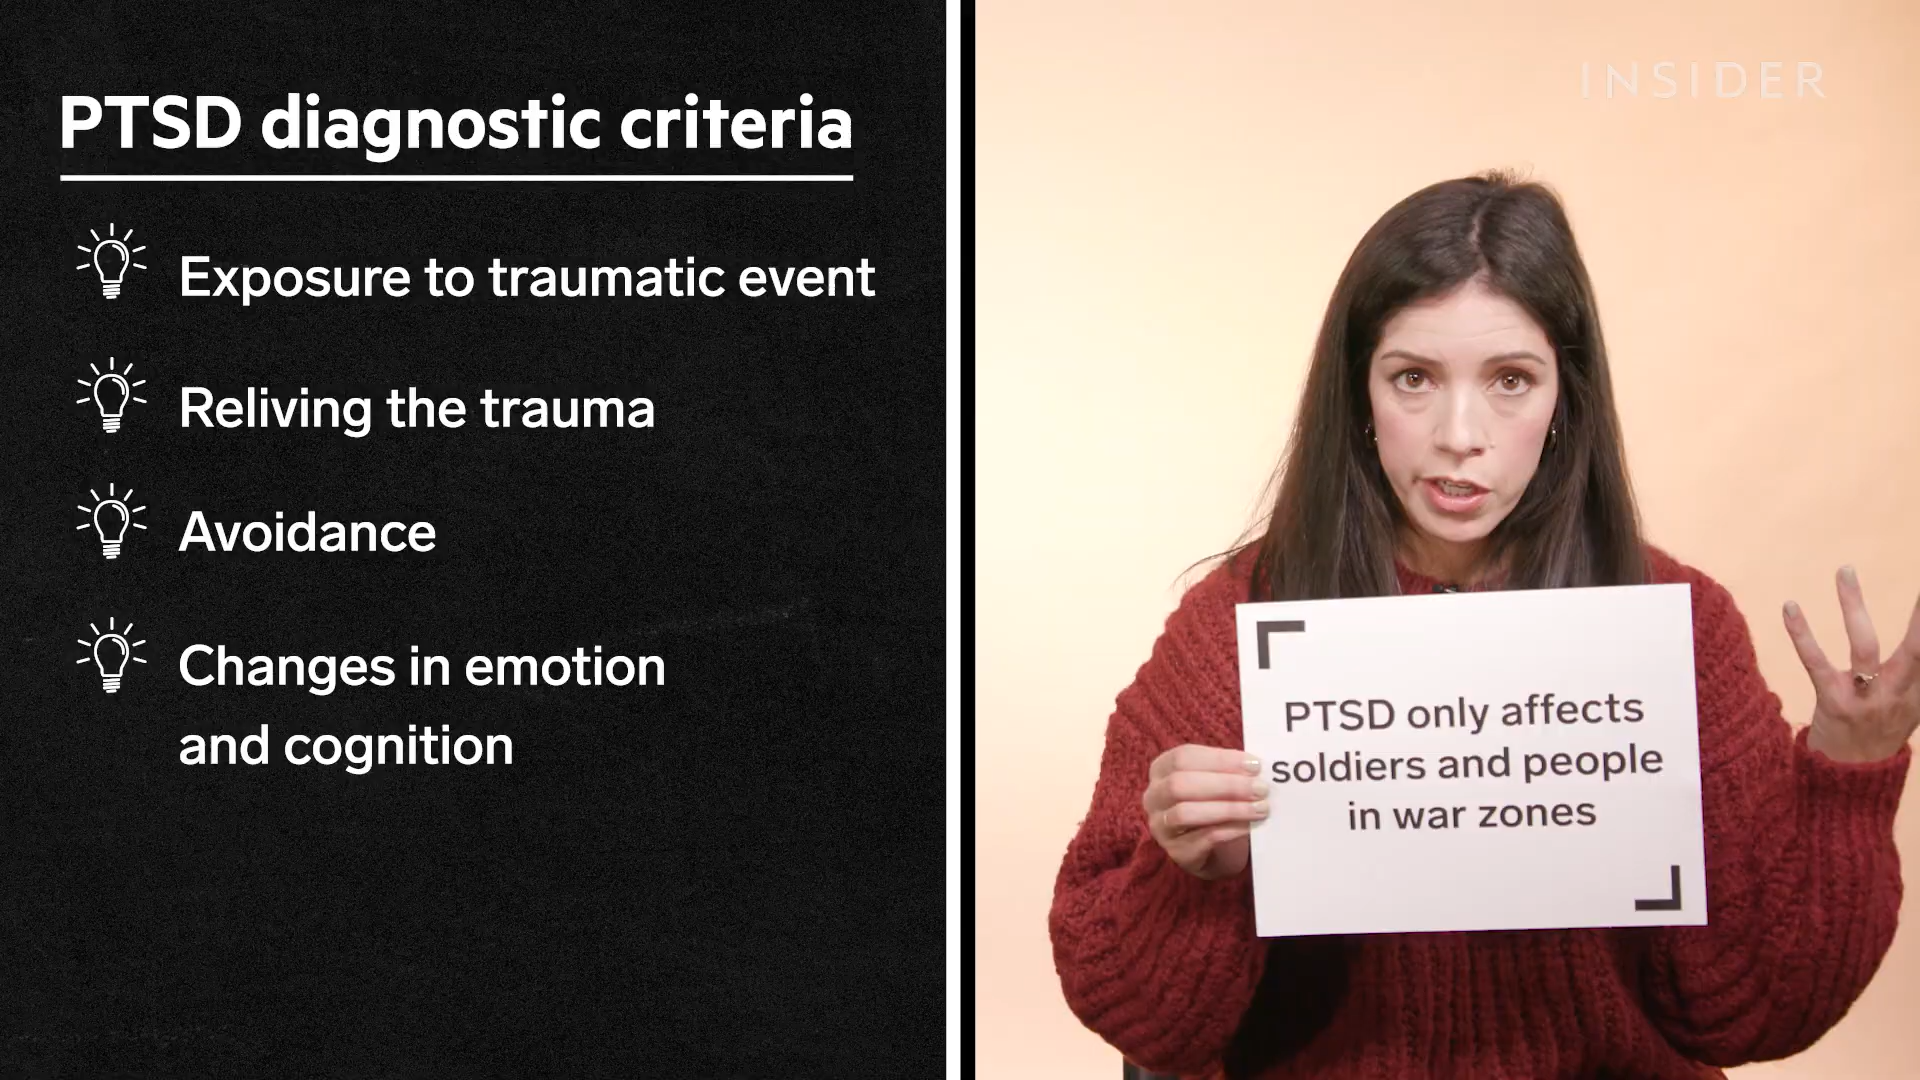 PTSD diagnostic criteria
Exposure to traumatic event
Reliving the trauma
Avoidance
Changes in emotion
and cognition
INSIDER
PTSD only affects
soldiers and people
in war zones